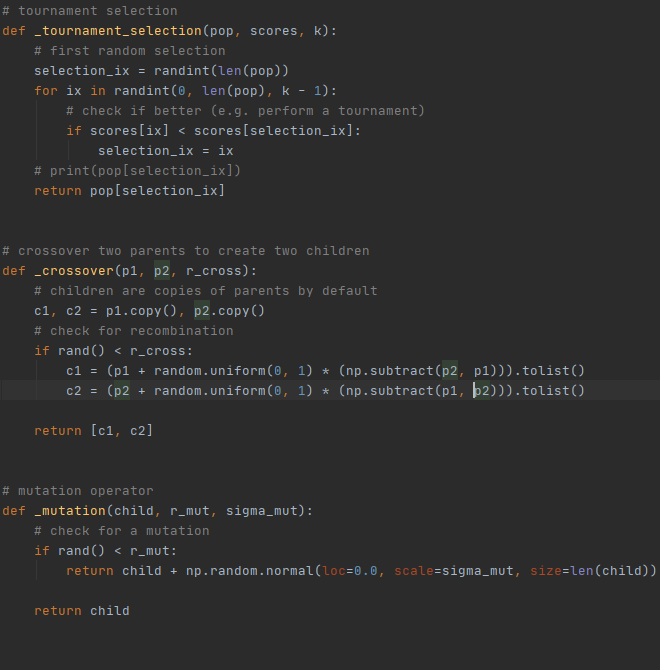 # tournament selection
def _tournament_selection(pop, scores, k):
    # first random selection
    selection_ix = randint(len(pop))
    for ix in randint(0, len(pop), k - 1):
        # check if better (e.g. perform a tournament)
        if scores[ix] < scores[selection_ix]:
            selection_ix = ix
    # print(pop[selection_ix])
    return pop[selection_ix]
# crossover two parents to create two children
def _crossover(p1, p2, r_cross):
    # children are copies of parents by default
    c1, c2 = p1.copy(), p2.copy()
    # check for recombination
    if rand() < r_cross:
        c1 = (p1 + random.uniform(0, 1) * (np.subtract(p2, p1))).tolist()
        c2 = (p2 + random.uniform(0, 1) * (np.subtract(p1, p2))).tolist()
    return [c1, c2]
# mutation operator
def _mutation(child, r_mut, sigma_mut):
    # check for a mutation
    if rand() < r_mut:
        return child + np.random.normal(loc=0.0, scale=sigma_mut, size=len(child))
    return child